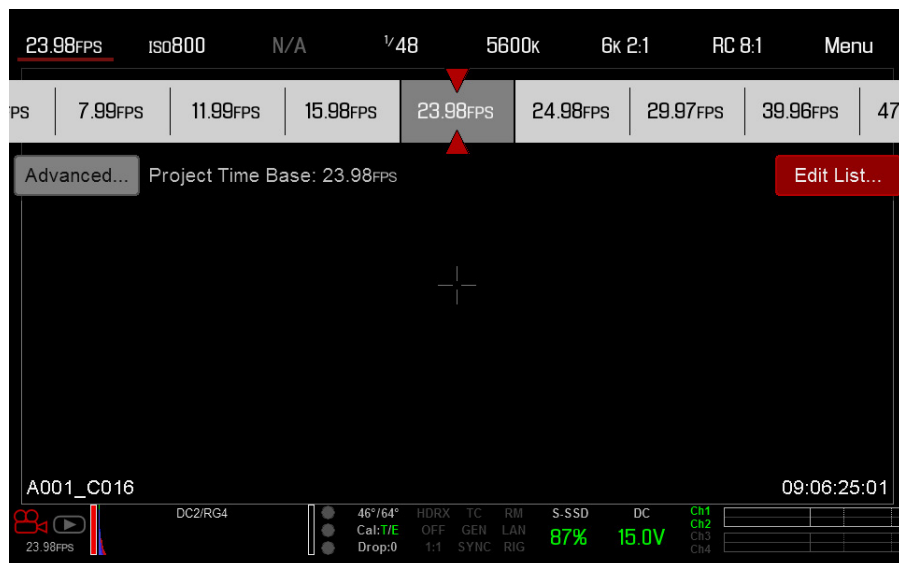 23.98FPS ISO800 N/A 1/48 5600K 6K 2:1 RC 8:1 Menu
PS 7.99FPS 11.99FPS 15.98FPS 23.98FPS 24.98FPS 29.97FPS 39.96FPS 47
Advanced... Project Time Base: 23.98FPS Edit List...
A001_C016 09:06:25:01
DC2/RG4 46°/64° HDRX TC RM S-SSD DC Ch1
Cal:T/E OFF GEN LAN 87% 15.0V Ch2
23.98FPS Drop:0 1:1 SYNC RIG Ch3
Ch4